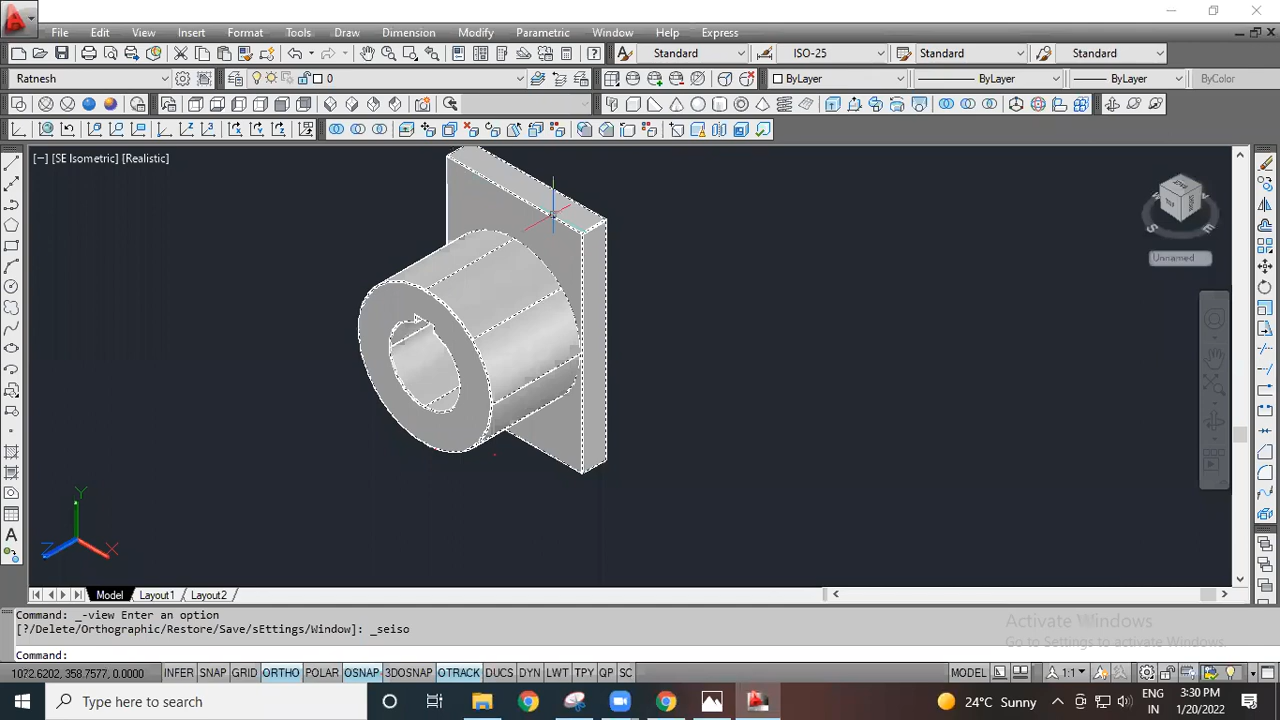 File Edit View Insert Format Tools Draw Dimension Modify Parametric Window Help Express
Standard ISO-25 Standard Standard
Ratnesh 0 ByLayer ByLayer ByLayer ByColor
[−] [SE Isometric] [Realistic]
E
Unnamed
Y
Z X
Model Layout1 Layout2
Command: _-view Enter an option
[?/Delete/Orthographic/Restore/Save/sEttings/Window]: _seiso
Activate Windows
Go to Settings to activate Windows.
Command:
1072.6202, 358.7577, 0.0000 INFER SNAP GRID ORTHO POLAR OSNAP 3DOSNAP OTRACK DUCS DYN LWT TPY QP SC MODEL 1:1
Type here to search
24°C Sunny
ENG
IN
3:30 PM
1/20/2022